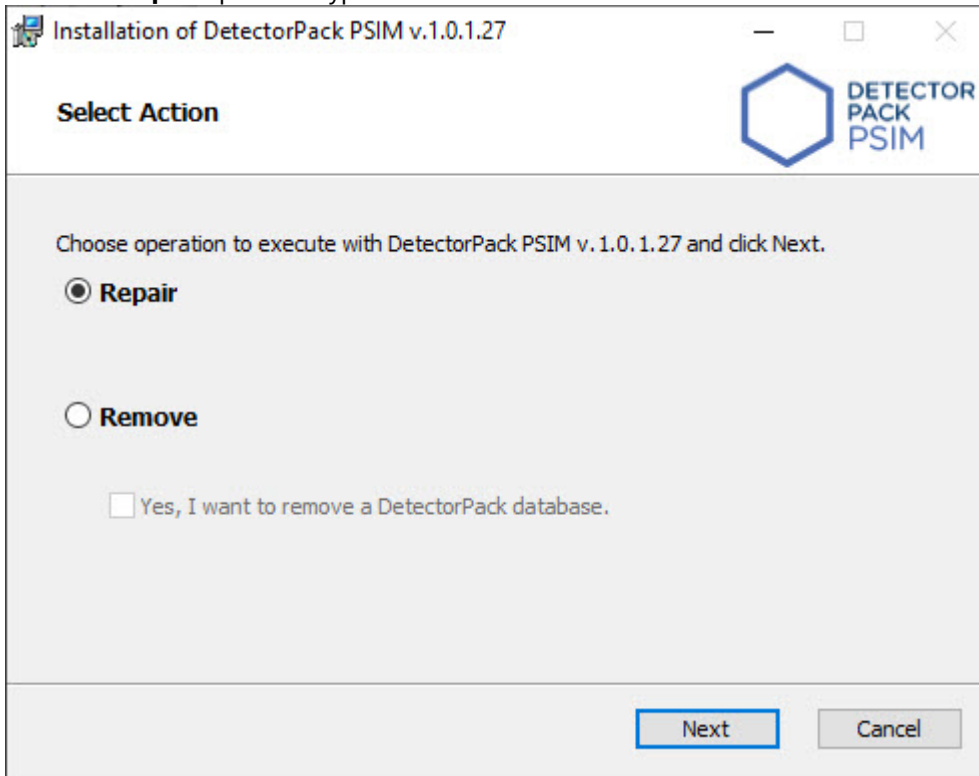 Installation of DetectorPack PSIM v.1.0.1.27
Select Action
DETECTOR
PACK
PSIM
Choose operation to execute with DetectorPack PSIM v.1.0.1.27 and click Next.
Repair
Remove
Yes, I want to remove a DetectorPack database.
Next
Cancel